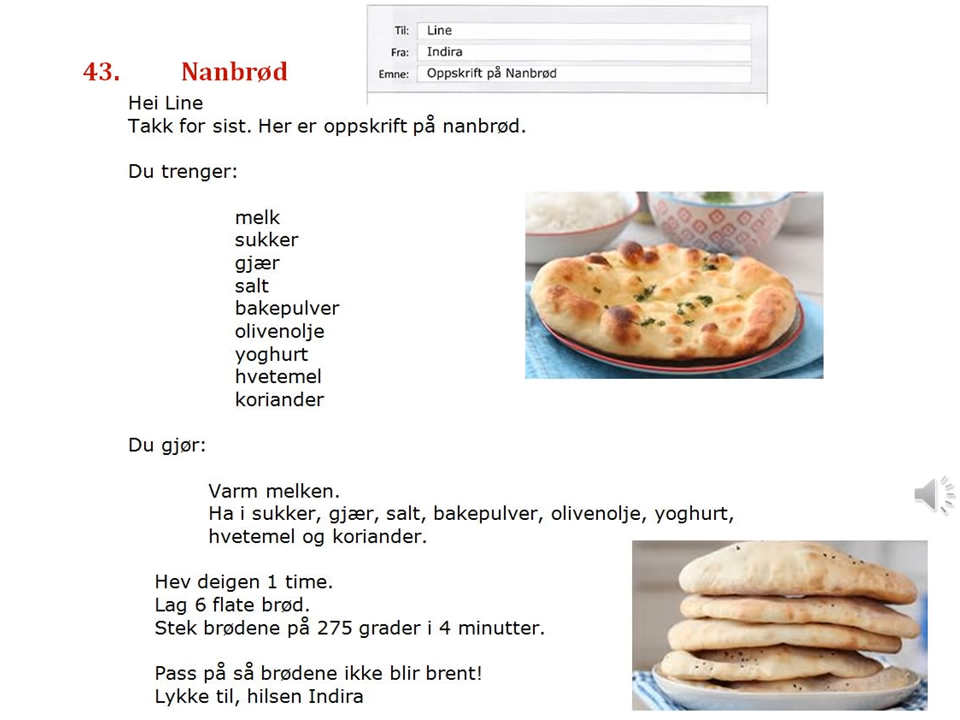 Til: Line
Fra: Indira
Emne: Oppskrift på Nanbrød
43. Nanbrød
Hei Line
Takk for sist. Her er oppskrift på nanbrød.
Du trenger:
melk
sukker
gjær
salt
bakepulver
olivenolje
yoghurt
hvetemel
koriander
Du gjør:
Varm melken.
Ha i sukker, gjær, salt, bakepulver, olivenolje, yoghurt,
hvetemel og koriander.
Hev deigen 1 time.
Lag 6 flate brød.
Stek brødene på 275 grader i 4 minutter.
Pass på så brødene ikke blir brent!
Lykke til, hilsen Indira